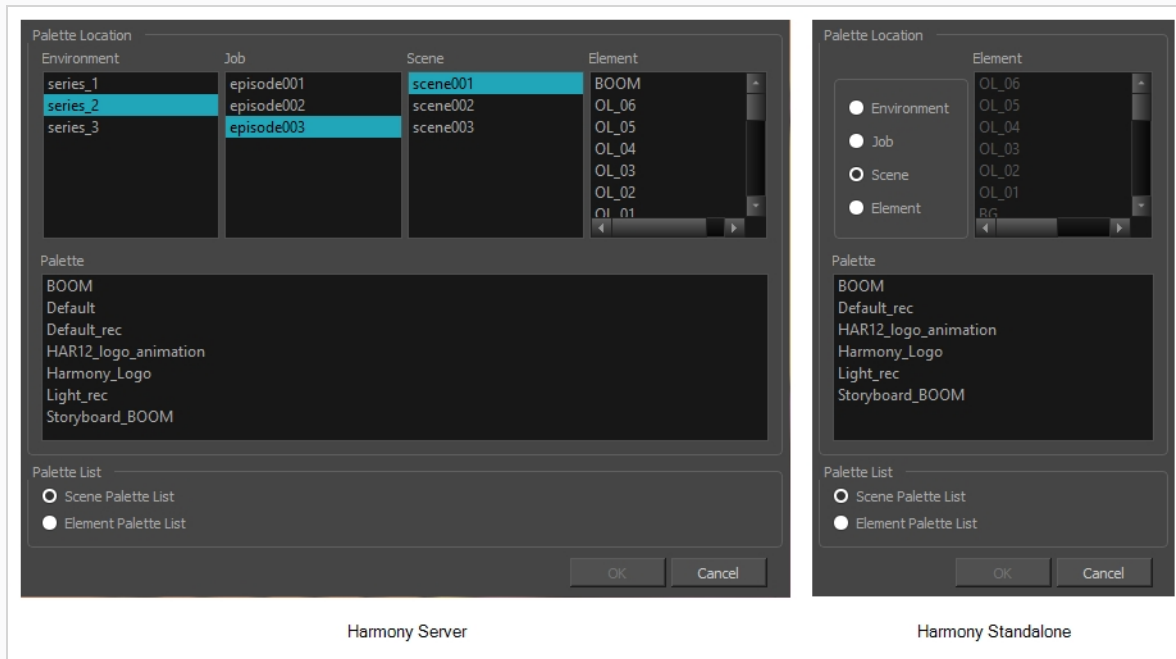 Palette Location
Environment
Job
Scene
Element
series_1
series_2
series_3
episode001
episode002
episode003
scene001
scene002
scene003
BOOM
OL_06
OL_05
OL_04
OL_03
OL_02
OL_01
Palette
BOOM
Default
Default_rec
HAR12_logo_animation
Harmony_Logo
Light_rec
Storyboard_BOOM
Palette List
Scene Palette List
Element Palette List
OK
Cancel
Harmony Server
Palette Location
Element
Environment
Job
Scene
Element
OL_06
OL_05
OL_04
OL_03
OL_02
OL_01
BG
Palette
BOOM
Default_rec
HAR12_logo_animation
Harmony_Logo
Light_rec
Storyboard_BOOM
Palette List
Scene Palette List
Element Palette List
OK
Cancel
Harmony Standalone